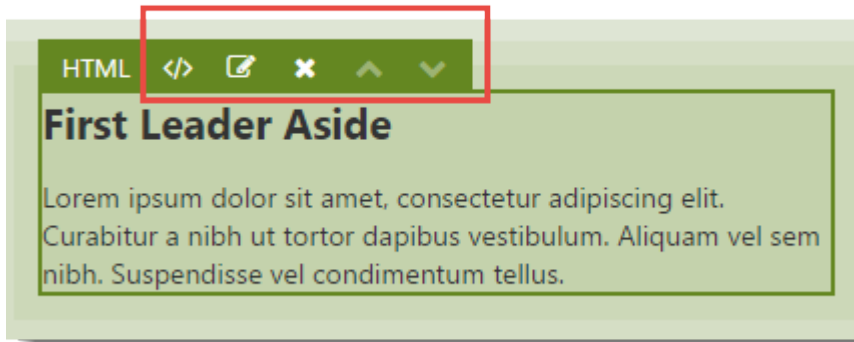 HTML </>
First Leader Aside
Lorem ipsum dolor sit amet, consectetur adipiscing elit.
Curabitur a nibh ut tortor dapibus vestibulum. Aliquam vel sem
nibh. Suspendisse vel condimentum tellus.